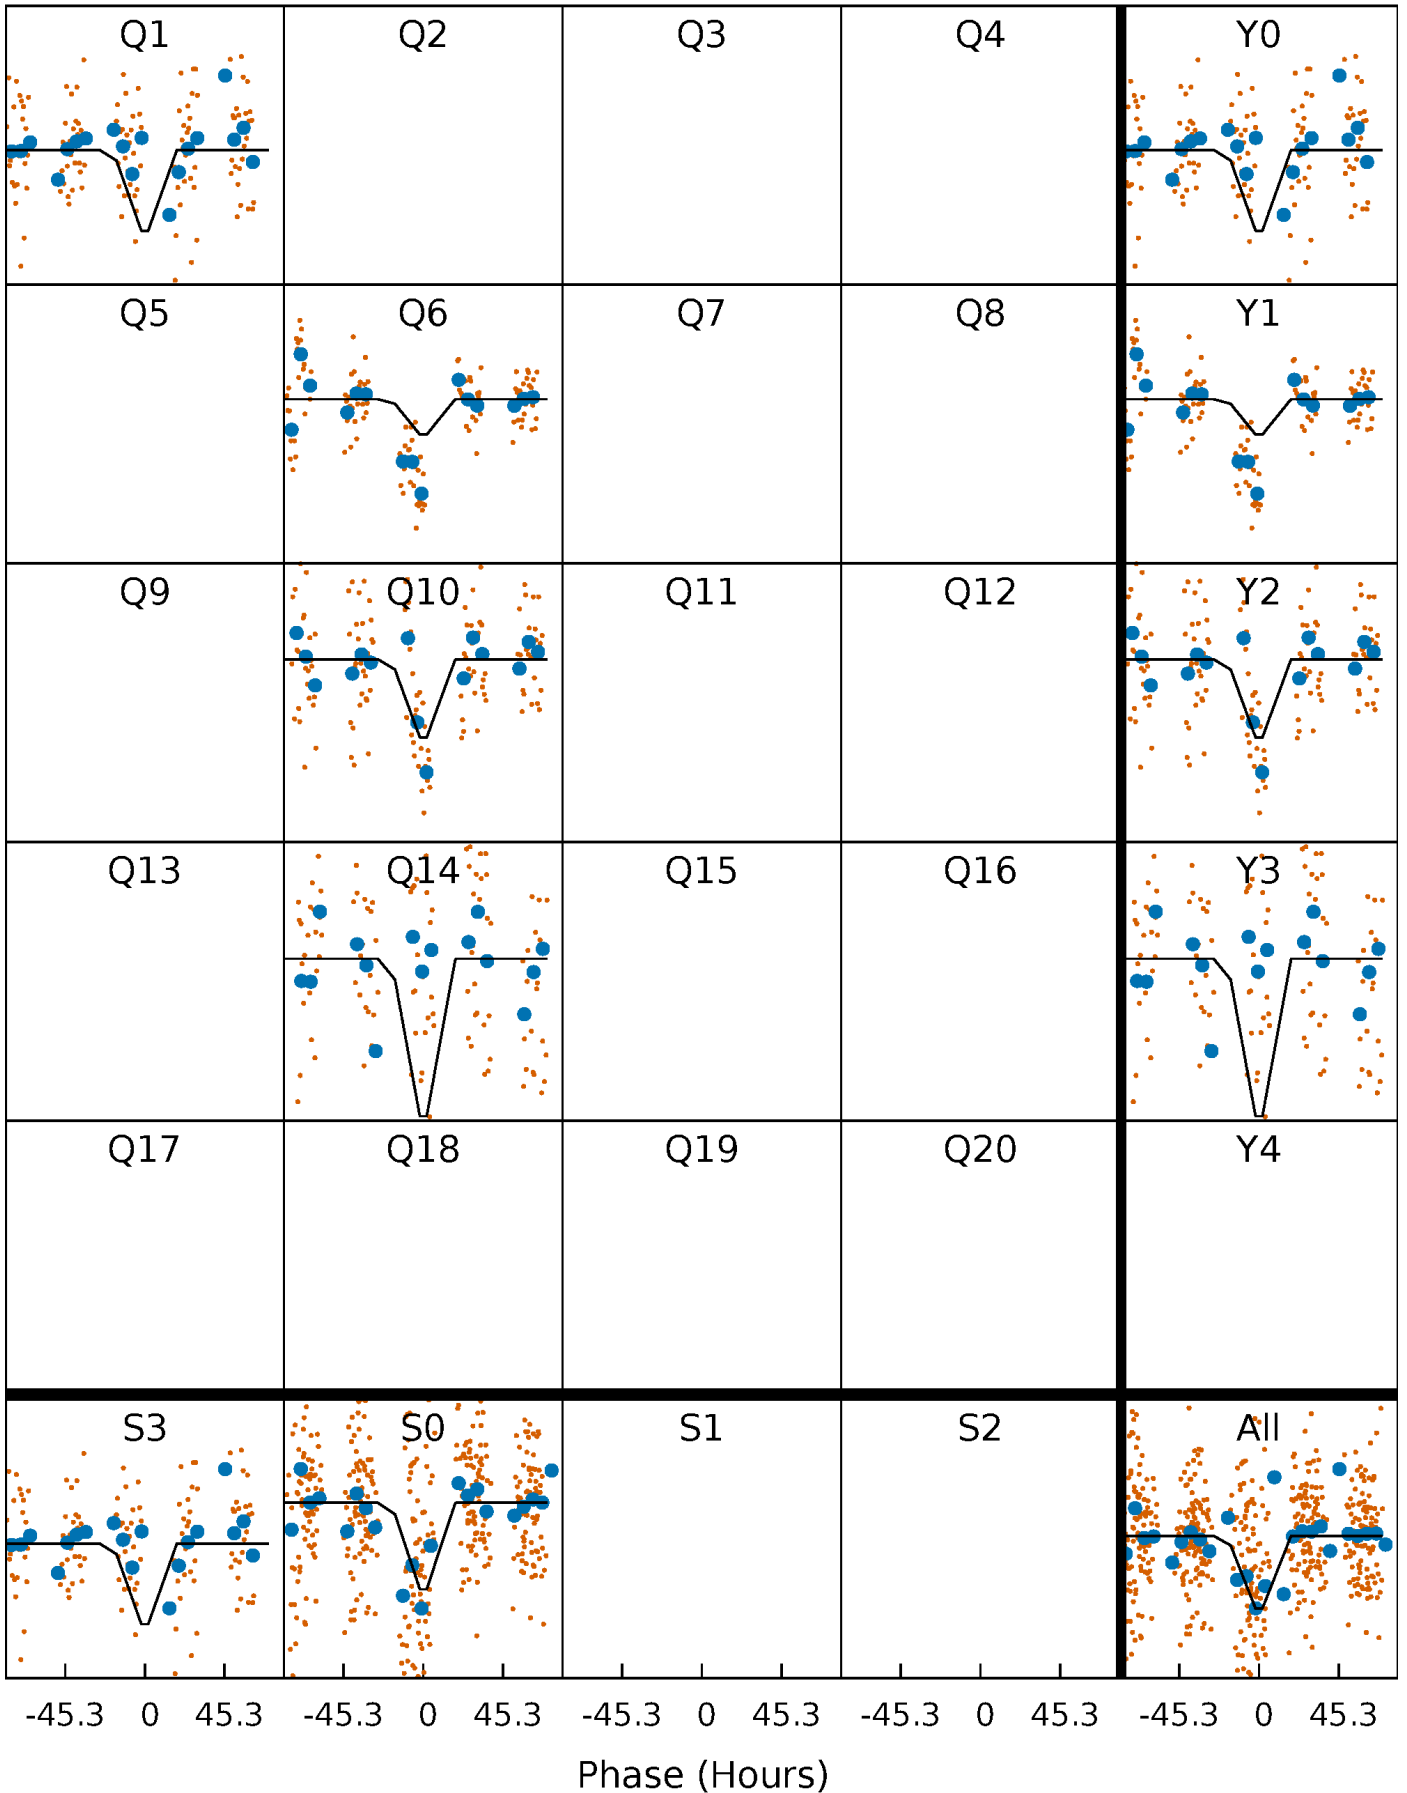 Q1 Q2 Q3 Q4 Y0
Q5 Q6 Q7 Q8 Y1
Q9 Q10 Q11 Q12 Y2
Q13 Q14 Q15 Q16 Y3
Q17 Q18 Q19 Q20 Y4
S3 S0 S1 S2 All
-45.3 0 45.3 -45.3 0 45.3 -45.3 0 45.3 -45.3 0 45.3 -45.3 0 45.3
Phase (Hours)